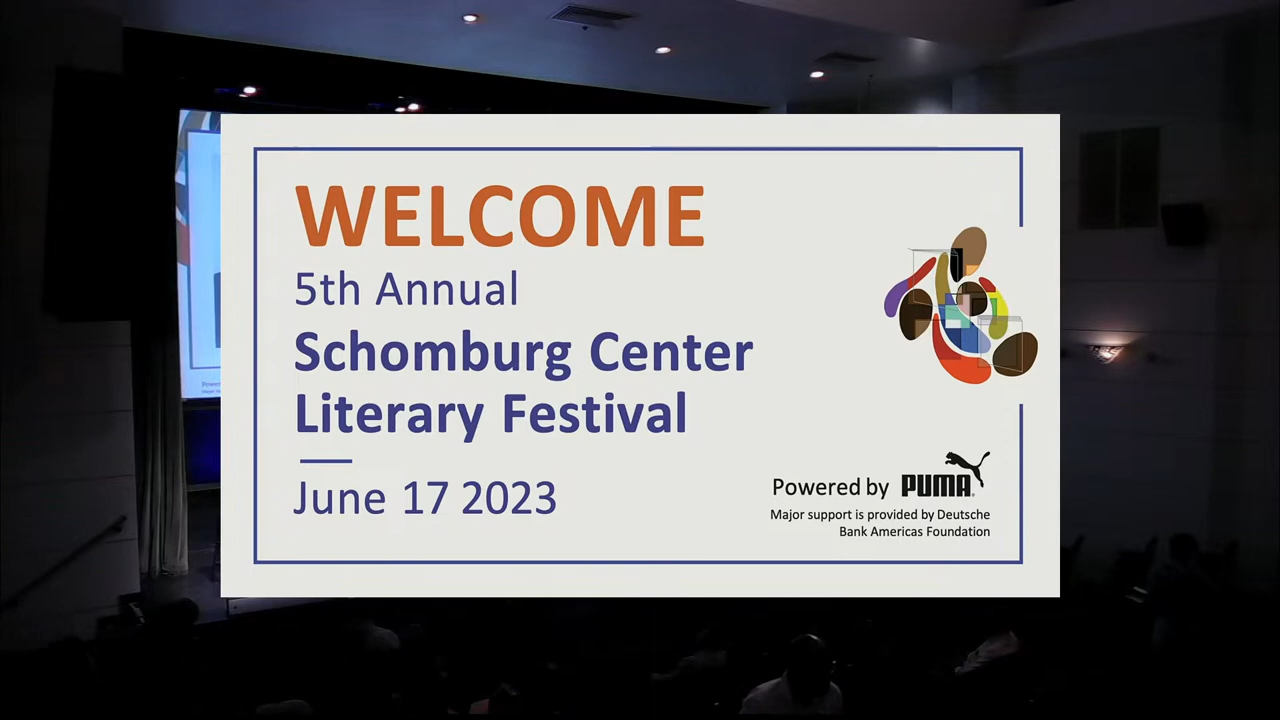 WELCOME
5th Annual
Schomburg Center
Literary Festival
June 17 2023
Powered by PUMA
Major support is provided by Deutsche
Bank Americas Foundation